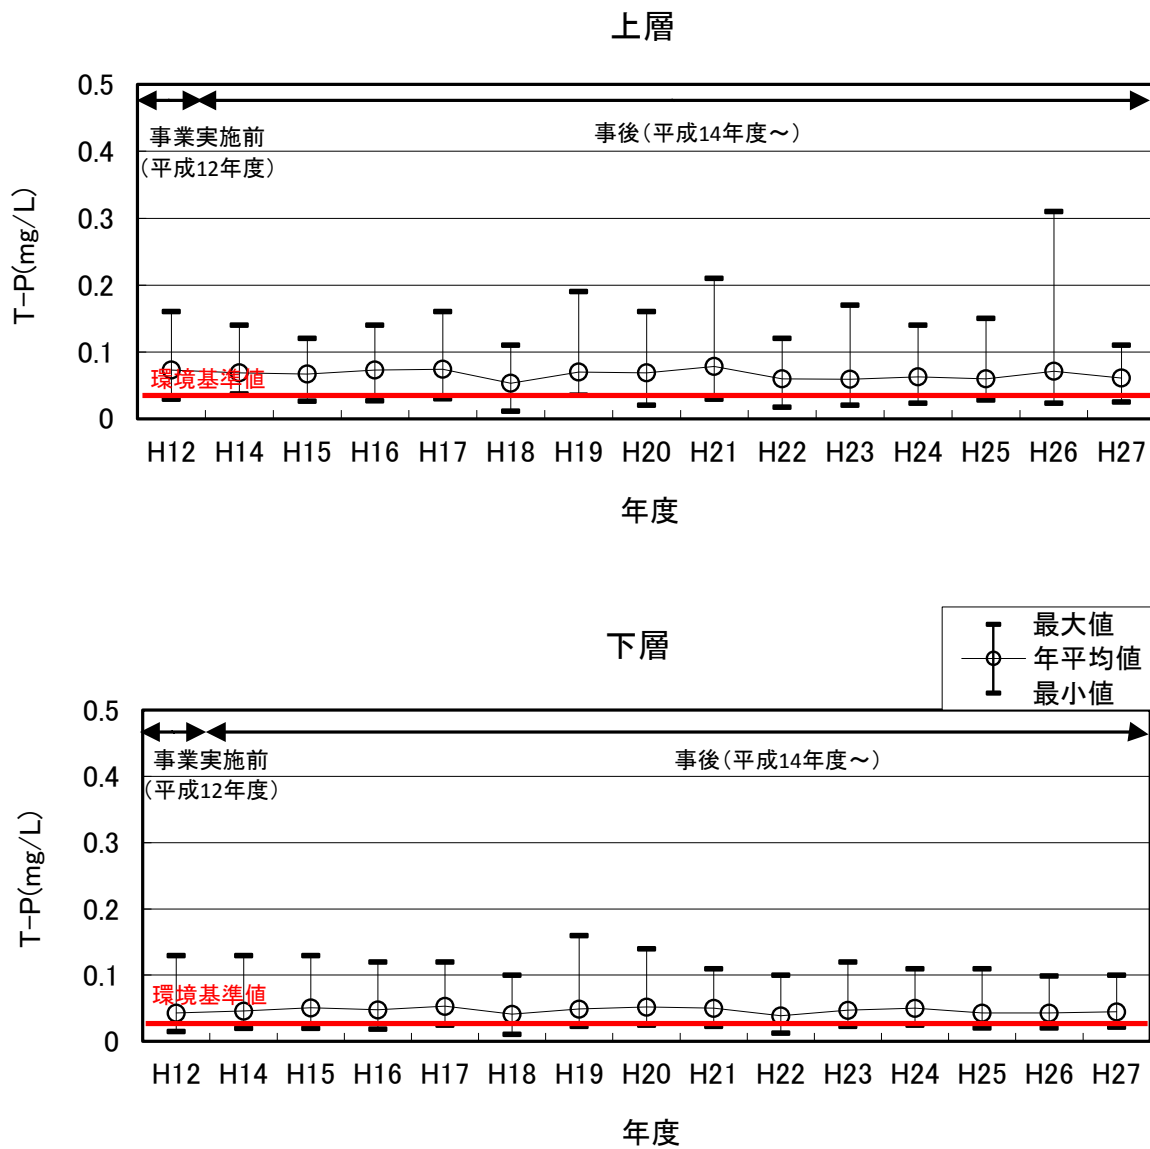 上層
T-P(mg/L)
0.5
0.4
0.3
0.2
0.1
0
事業実施前
(平成12年度)
事後(平成14年度~)
環境基準値
H12 H14 H15 H16 H17 H18 H19 H20 H21 H22 H23 H24 H25 H26 H27
年度
下層
最大値
年平均値
最小値
T-P(mg/L)
0.5
0.4
0.3
0.2
0.1
0
事業実施前
(平成12年度)
事後(平成14年度~)
環境基準値
H12 H14 H15 H16 H17 H18 H19 H20 H21 H22 H23 H24 H25 H26 H27
年度